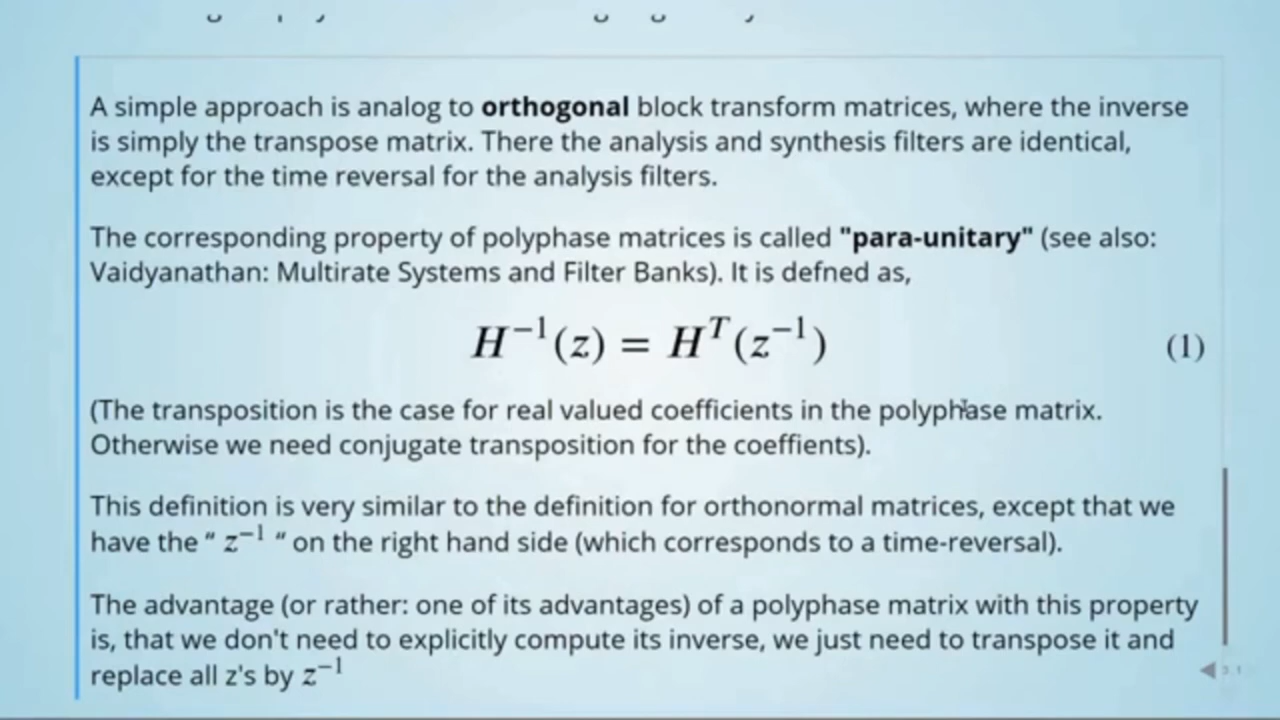 A simple approach is analog to orthogonal block transform matrices, where the inverse
is simply the transpose matrix. There the analysis and synthesis filters are identical,
except for the time reversal for the analysis filters.
The corresponding property of polyphase matrices is called "para-unitary" (see also:
Vaidyanathan: Multirate Systems and Filter Banks). It is defned as,
H⁻¹(z) = Hᵀ(z⁻¹) (1)
(The transposition is the case for real valued coefficients in the polyphase matrix.
Otherwise we need conjugate transposition for the coeffients).
This definition is very similar to the definition for orthonormal matrices, except that we
have the " z⁻¹ " on the right hand side (which corresponds to a time-reversal).
The advantage (or rather: one of its advantages) of a polyphase matrix with this property
is, that we don't need to explicitly compute its inverse, we just need to transpose it and
replace all z's by z⁻¹